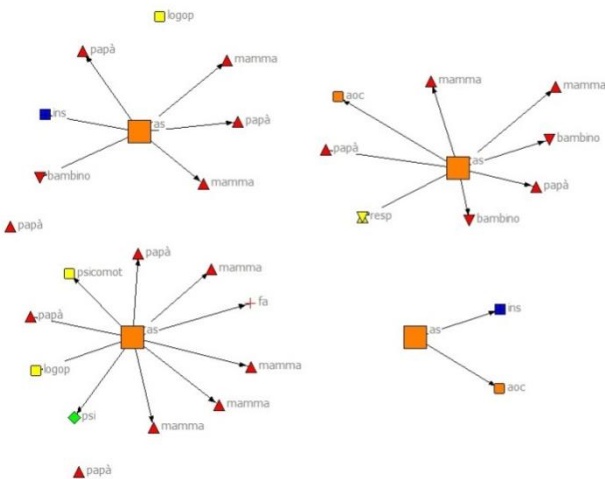 logop
papà
mamma
ins
as
papà
bambino
mamma
papà
mamma
mamma
aoc
bambino
papà
as
papà
resp
bambino
papà
mamma
psicomot
fa
papà
as
mamma
logop
mamma
psi
mamma
papà
ins
as
aoc